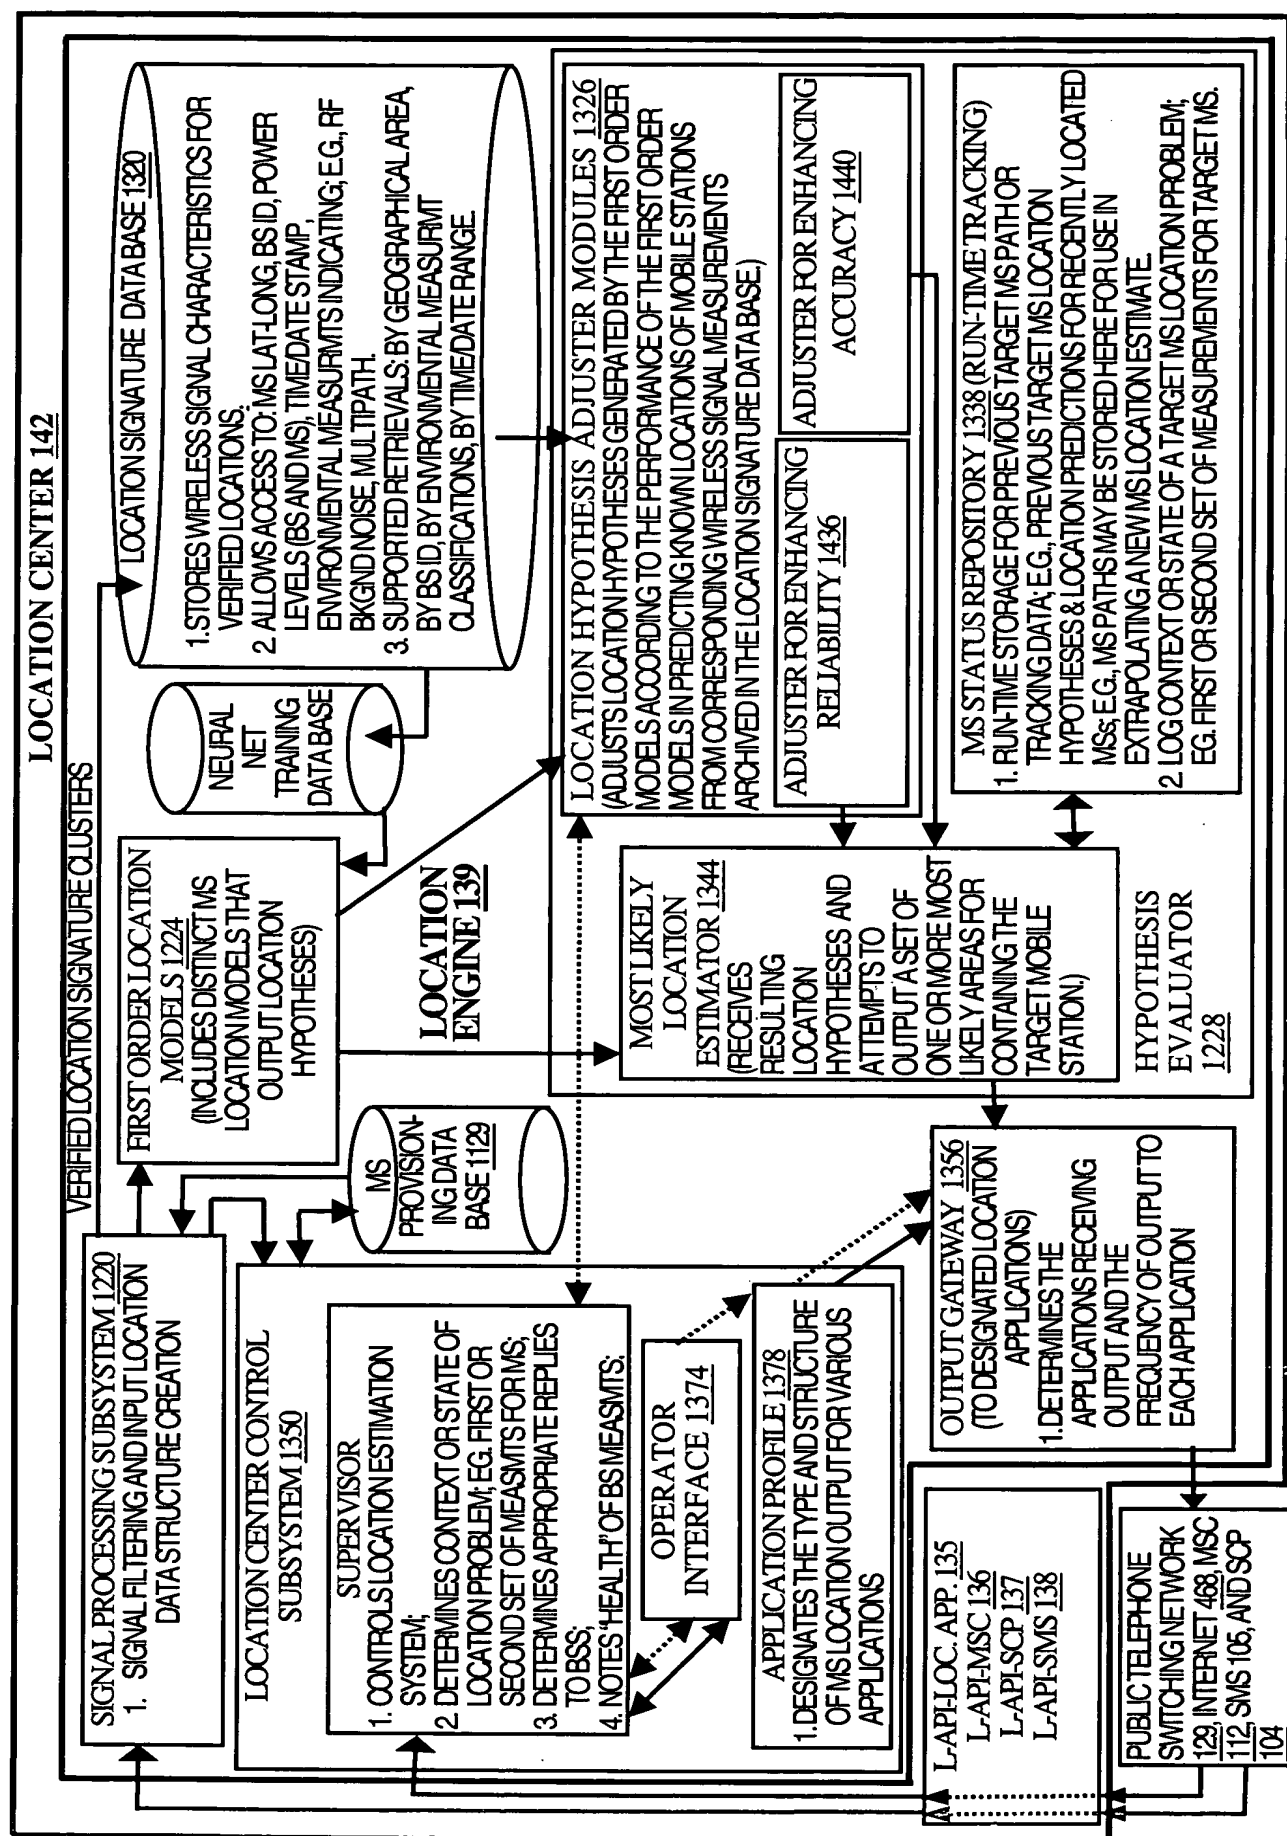 LOCATION CENTER 142
VERIFIED LOCATION SIGNATURE CLUSTERS
SIGNAL PROCESSING SUBSYSTEM 1220
1. SIGNAL FILTERING AND INPUT LOCATION
DATA STRUCTURE CREATION
FIRST ORDER LOCATION
MODELS 1224
(INCLUDES DISTINCT MS
LOCATION MODELS THAT
OUTPUT LOCATION
HYPOTHESES)
NEURAL
NET
TRAINING
DATA BASE
LOCATION SIGNATURE DATA BASE 1320
1. STORES WIRELESS SIGNAL CHARACTERISTICS FOR
VERIFIED LOCATIONS.
2. ALLOWS ACCESS TO: MS LAT-LONG, BS ID, POWER
LEVELS (BS AND MS), TIME/DATE STAMP,
ENVIRONMENTAL MEASURMTS INDICATING; E.G., RF
BKGND NOISE, MULTIPATH.
3. SUPPORTED RETRIEVALS: BY GEOGRAPHICAL AREA,
BY BS ID, BY ENVIRONMENTAL MEASURMT
CLASSIFICATIONS, BY TIME/DATE RANGE.
LOCATION CENTER CONTROL
SUBSYSTEM 1350
SUPERVISOR
1. CONTROLS LOCATION ESTIMATION
SYSTEM;
2. DETERMINES CONTEXT OR STATE OF
LOCATION PROBLEM; EG. FIRST OR
SECOND SET OF MEASMTS FOR MS;
3. DETERMINES APPROPRIATE REPLIES
TO BSS;
4. NOTES "HEALTH" OF BS MEASMTS:
MS
PROVISION-
ING DATA
BASE 1129
LOCATION
ENGINE 139
OPERATOR
INTERFACE 1374
APPLICATION PROFILE 1378
1. DESIGNATES THE TYPE AND STRUCTURE
OF MS LOCATION OUTPUT FOR VARIOUS
APPLICATIONS
LOCATION HYPOTHESIS ADJUSTER MODULES 1326
(ADJUSTS LOCATION HYPOTHESES GENERATED BY THE FIRST ORDER
MODELS ACCORDING TO THE PERFORMANCE OF THE FIRST ORDER
MODELS IN PREDICTING KNOWN LOCATIONS OF MOBILE STATIONS
FROM CORRESPONDING WIRELESS SIGNAL MEASUREMENTS
ARCHIVED IN THE LOCATION SIGNATURE DATA BASE.)
ADJUSTER FOR ENHANCING
RELIABILITY 1436
ADJUSTER FOR ENHANCING
ACCURACY 1440
MOST LIKELY
LOCATION
ESTIMATOR 1344
(RECEIVES
RESULTING
LOCATION
HYPOTHESES AND
ATTEMPTS TO
OUTPUT A SET OF
ONE OR MORE MOST
LIKELY AREAS FOR
CONTAINING THE
TARGET MOBILE
STATION.)
HYPOTHESIS
EVALUATOR
1228
MS STATUS REPOSITORY 1338 (RUN-TIME TRACKING)
1. RUN-TIME STORAGE FOR PREVIOUS TARGET MS PATH OR
TRACKING DATA; E.G., PREVIOUS TARGET MS LOCATION
HYPOTHESES & LOCATION PREDICTIONS FOR RECENTLY LOCATED
MSs; E.G., MS PATHS MAY BE STORED HERE FOR USE IN
EXTRAPOLATING A NEW MS LOCATION ESTIMATE.
2. LOG CONTEXT OR STATE OF A TARGET MS LOCATION PROBLEM;
EG. FIRST OR SECOND SET OF MEASUREMENTS FOR TARGET MS.
OUTPUT GATEWAY 1356
(TO DESIGNATED LOCATION
APPLICATIONS)
1. DETERMINES THE
APPLICATIONS RECEIVING
OUTPUT AND THE
FREQUENCY OF OUTPUT TO
EACH APPLICATION
L-API-LOC. APP. 135
L-API-MSC 136
L-API-SCP 137
L-API-SMS 138
PUBLIC TELEPHONE
SWITCHING NETWORK
129, INTERNET 468, MSC
112, SMS 105, AND SCP
104